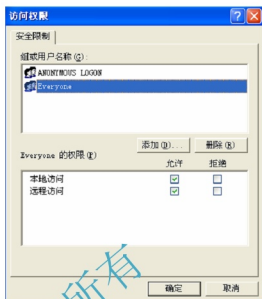 访问权限
安全限制
组或用户名称(G):
ANONYMOUS LOGON
Everyone
添加(D)...
删除(R)
Everyone 的权限(P)
允许
拒绝
本地访问
远程访问
所有
确定
取消